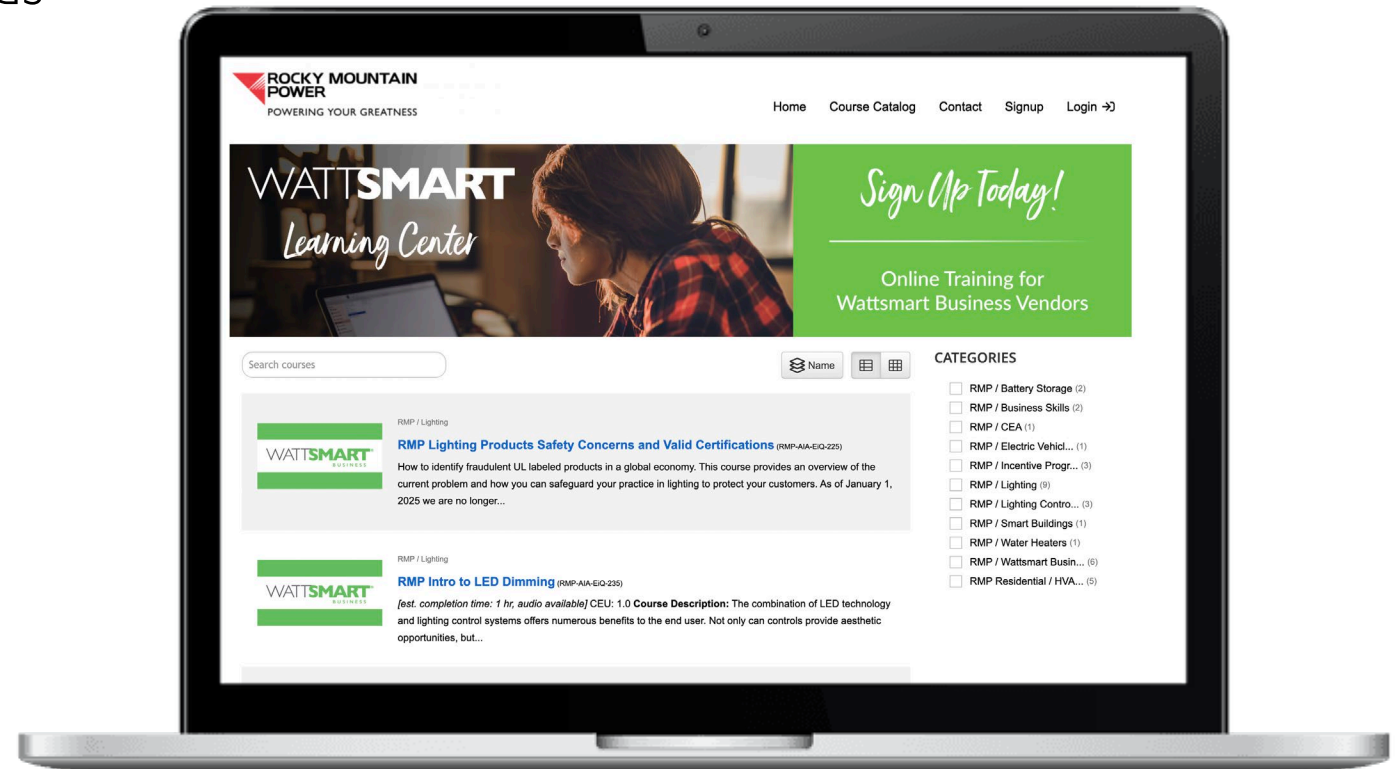 ROCKY MOUNTAIN
POWER
POWERING YOUR GREATNESS
Home Course Catalog Contact Signup Login
WATTSMART
Learning Center
Sign Up Today!
Online Training for
Wattsmart Business Vendors
Search courses
Name
CATEGORIES
RMP / Battery Storage (2)
RMP / Business Skills (2)
RMP / CEA (1)
RMP / Electric Vehicl... (1)
RMP / Incentive Progr... (3)
RMP / Lighting (9)
RMP / Lighting Contro... (3)
RMP / Smart Buildings (1)
RMP / Water Heaters (1)
RMP / Wattsmart Busin... (6)
RMP Residential / HVA... (5)
WATTSMART
BUSINESS
RMP / Lighting
RMP Lighting Products Safety Concerns and Valid Certifications (RMP-AIA-EiQ-225)
How to identify fraudulent UL labeled products in a global economy. This course provides an overview of the
current problem and how you can safeguard your practice in lighting to protect your customers. As of January 1,
2025 we are no longer...
WATTSMART
BUSINESS
RMP / Lighting
RMP Intro to LED Dimming (RMP-AIA-EiQ-235)
[est. completion time: 1 hr, audio available] CEU: 1.0 Course Description: The combination of LED technology
and lighting control systems offers numerous benefits to the end user. Not only can controls provide aesthetic
opportunities, but...